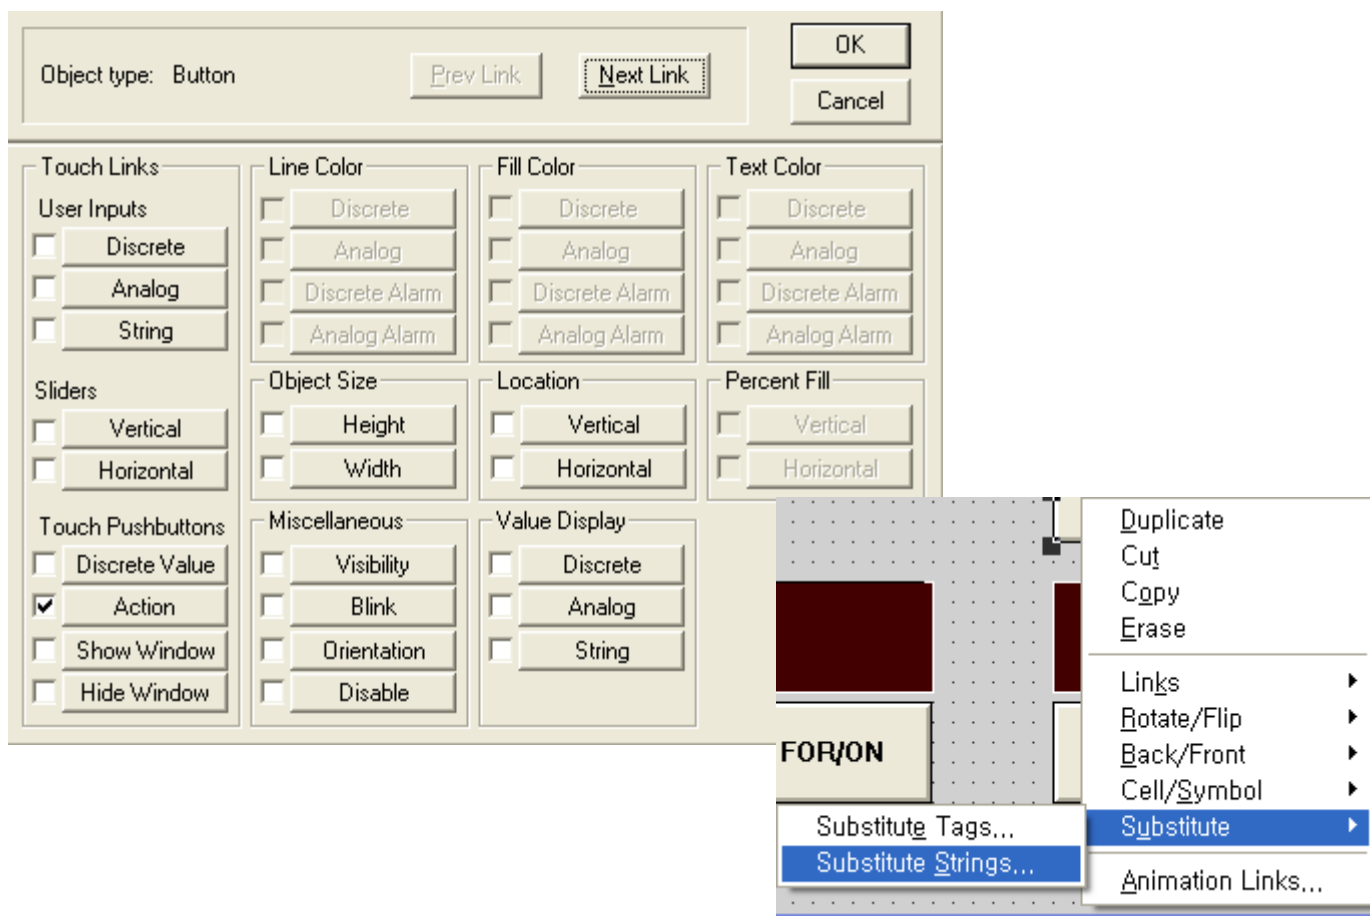 Object type: Button
Prev Link
Next Link
OK
Cancel
Touch Links
User Inputs
Discrete
Analog
String
Sliders
Vertical
Horizontal
Touch Pushbuttons
Discrete Value
Action
Show Window
Hide Window
Line Color
Discrete
Analog
Discrete Alarm
Analog Alarm
Fill Color
Discrete
Analog
Discrete Alarm
Analog Alarm
Text Color
Discrete
Analog
Discrete Alarm
Analog Alarm
Object Size
Height
Width
Location
Vertical
Horizontal
Percent Fill
Vertical
Horizontal
Miscellaneous
Visibility
Blink
Orientation
Disable
Value Display
Discrete
Analog
String
FOR/ON
Duplicate
Cut
Copy
Erase
Links
Rotate/Flip
Back/Front
Cell/Symbol
Substitute
Animation Links...
Substitute Tags...
Substitute Strings...